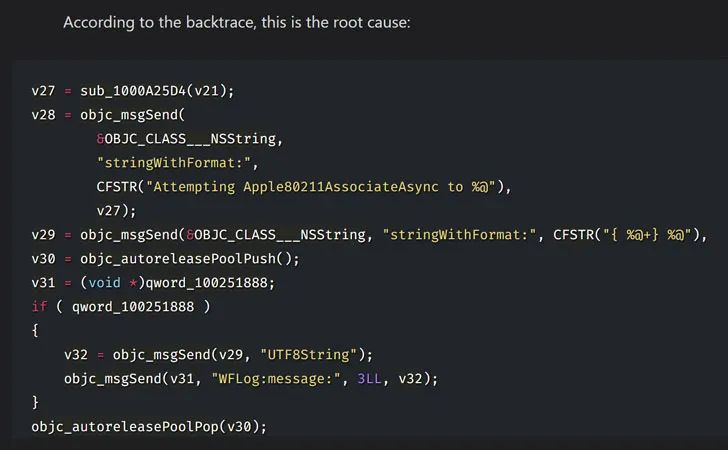 According to the backtrace, this is the root cause:
v27 = sub_1000A25D4(v21);
v28 = objc_msgSend(
&OBJC_CLASS___NSString,
"stringWithFormat:",
CFSTR("Attempting Apple80211AssociateAsync to %@"),
v27);
v29 = objc_msgSend(&OBJC_CLASS___NSString, "stringWithFormat:", CFSTR("{ %@+} %@"),
v30 = objc_autoreleasePoolPush();
v31 = (void *)qword_100251888;
if ( qword_100251888 )
{
v32 = objc_msgSend(v29, "UTF8String");
objc_msgSend(v31, "WFLog:message:", 3LL, v32);
}
objc_autoreleasePoolPop(v30);